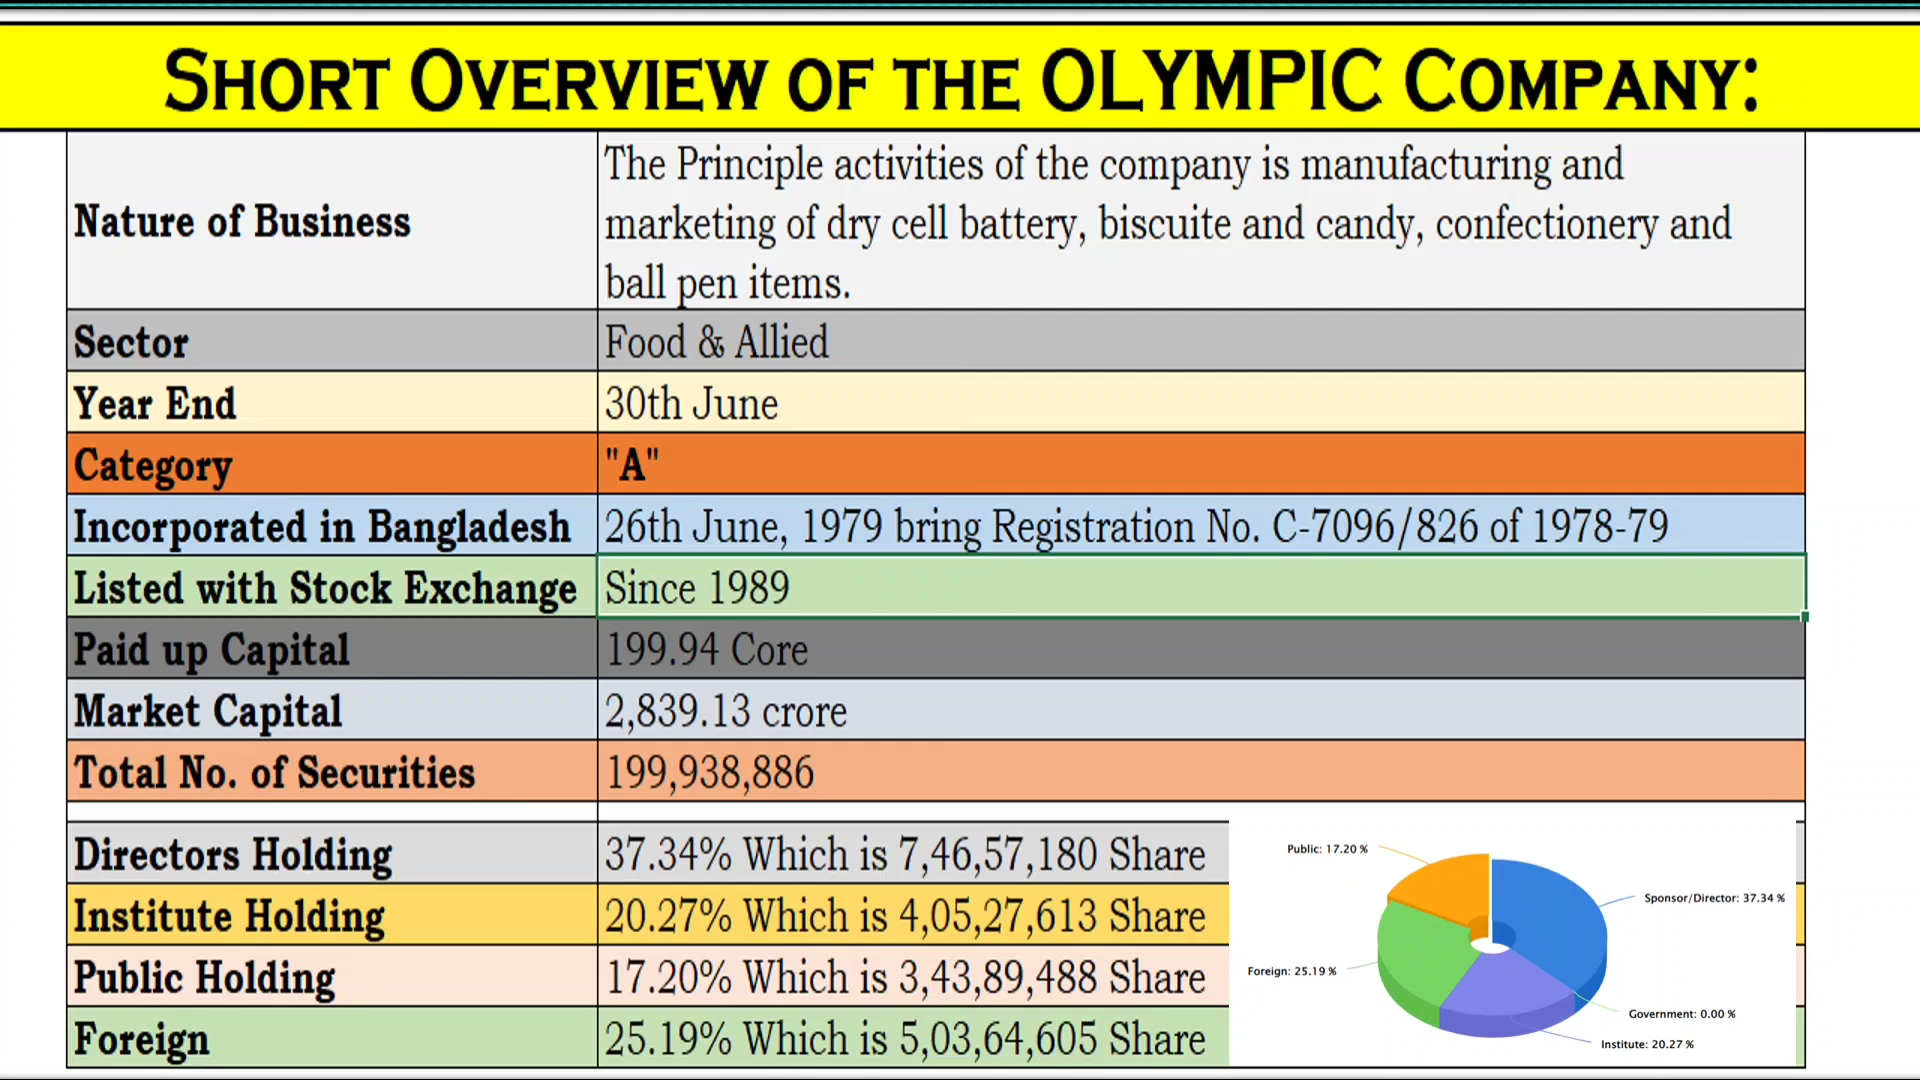 SHORT OVERVIEW OF THE OLYMPIC COMPANY:
Nature of Business
The Principle activities of the company is manufacturing and
marketing of dry cell battery, biscuite and candy, confectionery and
ball pen items.
Sector
Food & Allied
Year End
30th June
Category
"A"
Incorporated in Bangladesh
26th June, 1979 bring Registration No. C-7096/826 of 1978-79
Listed with Stock Exchange
Since 1989
Paid up Capital
199.94 Core
Market Capital
2,839.13 crore
Total No. of Securities
199,938,886
Directors Holding
37.34% Which is 7,46,57,180 Share
Institute Holding
20.27% Which is 4,05,27,613 Share
Public Holding
17.20% Which is 3,43,89,488 Share
Foreign
25.19% Which is 5,03,64,605 Share
Public: 17.20 %
Sponsor/Director: 37.34 %
Foreign: 25.19 %
Government: 0.00 %
Institute: 20.27 %